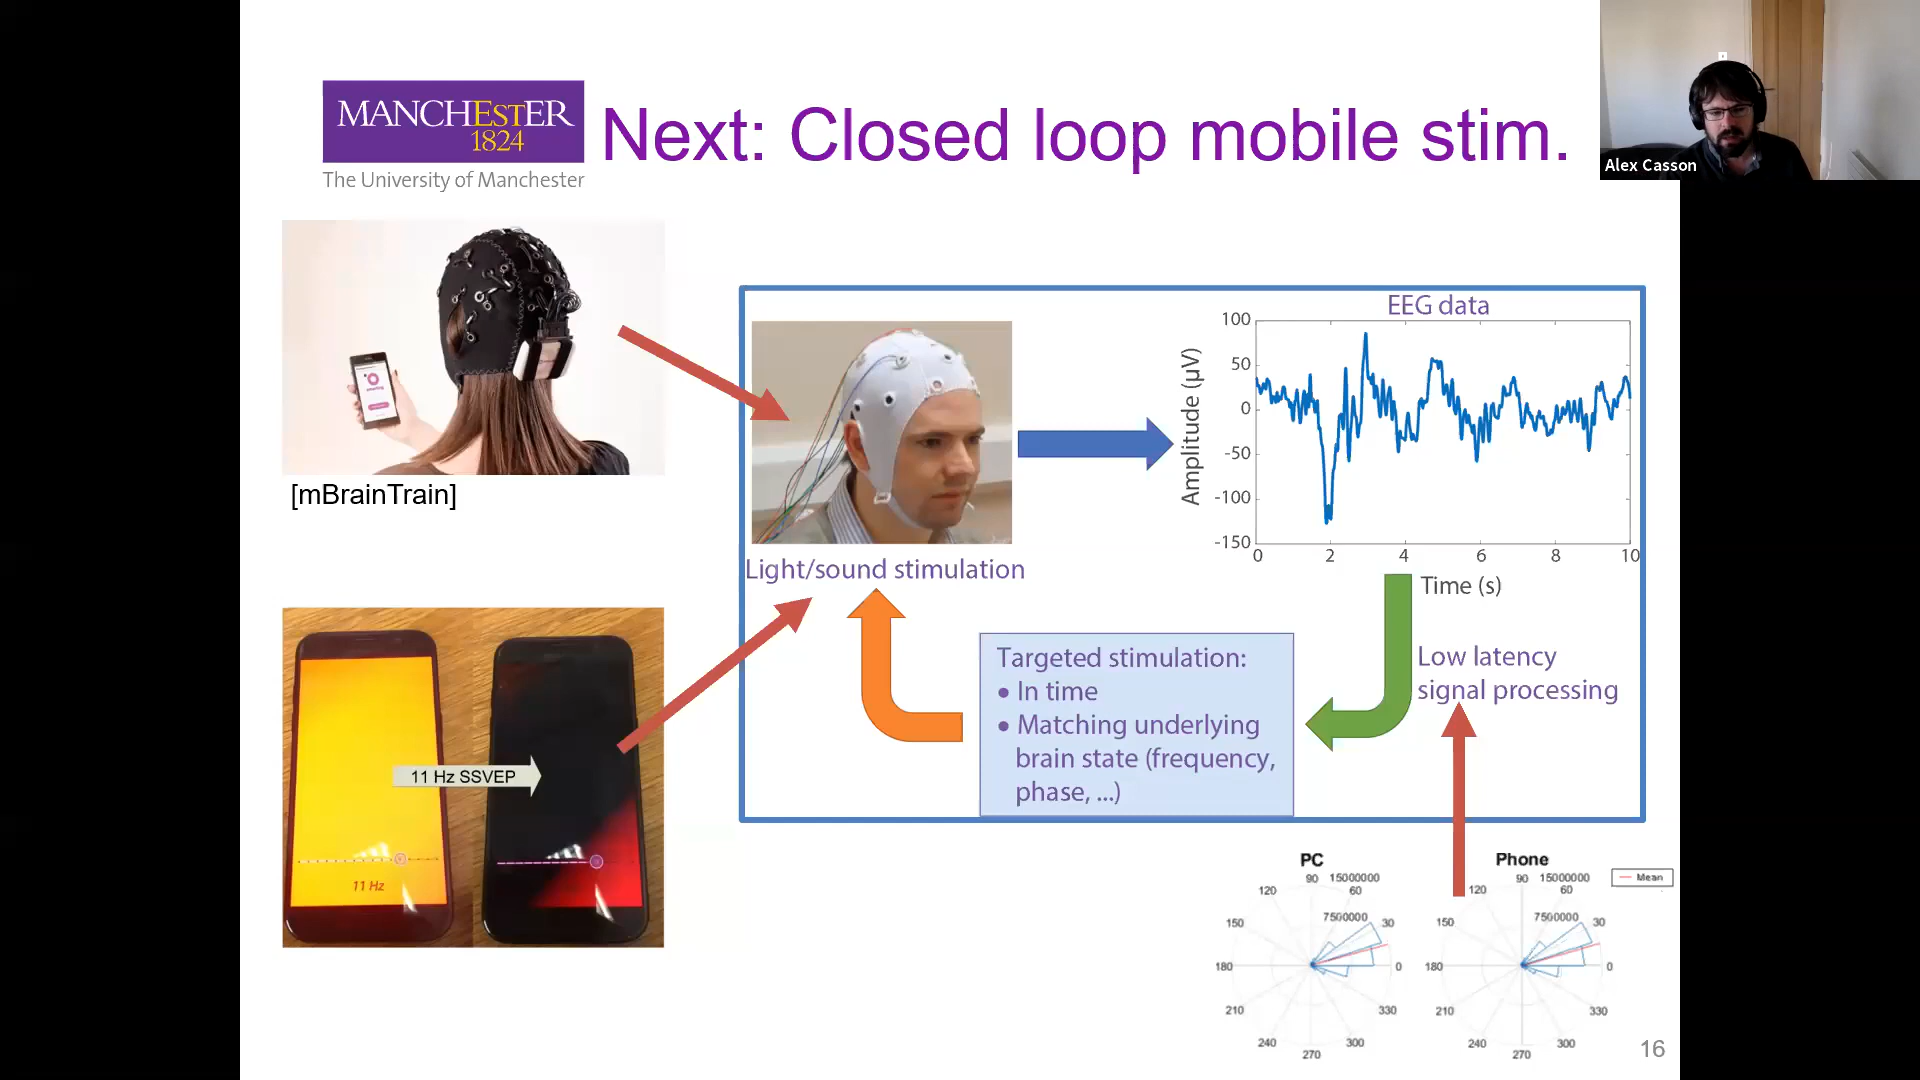 MANCHESTER
1824
The University of Manchester
Next: Closed loop mobile stim.
Alex Casson
[mBrainTrain]
11 Hz SSVEP
11 Hz
EEG data
100
50
0
-50
-100
-150
Amplitude (µV)
0 2 4 6 8 10
Time (s)
Light/sound stimulation
Targeted stimulation:
• In time
• Matching underlying
brain state (frequency,
phase, ...)
Low latency
signal processing
PC
90 15000000
120 60
7500000
150 30
180 0
210 330
240 300
270
Phone
90 15000000
120 60
7500000
150 30
180 0
210 330
240 300
270
Mean
16